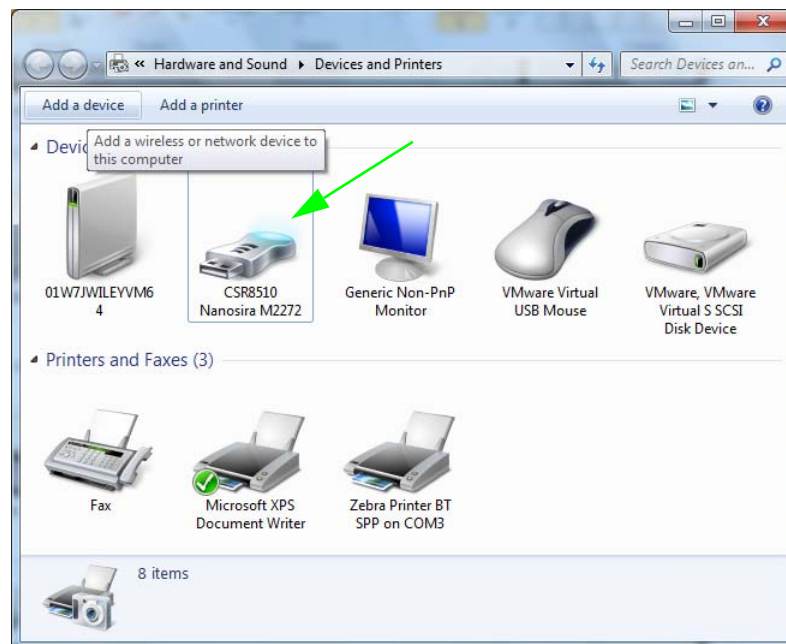 « Hardware and Sound ▸ Devices and Printers
Search Devices an...
Add a device
Add a printer
Add a wireless or network device to
this computer
01W7JWILEYVM6
4
CSR8510
Nanosira M2272
Generic Non-PnP
Monitor
VMware Virtual
USB Mouse
VMware, VMware
Virtual S SCSI
Disk Device
Printers and Faxes (3)
Fax
Microsoft XPS
Document Writer
Zebra Printer BT
SPP on COM3
8 items